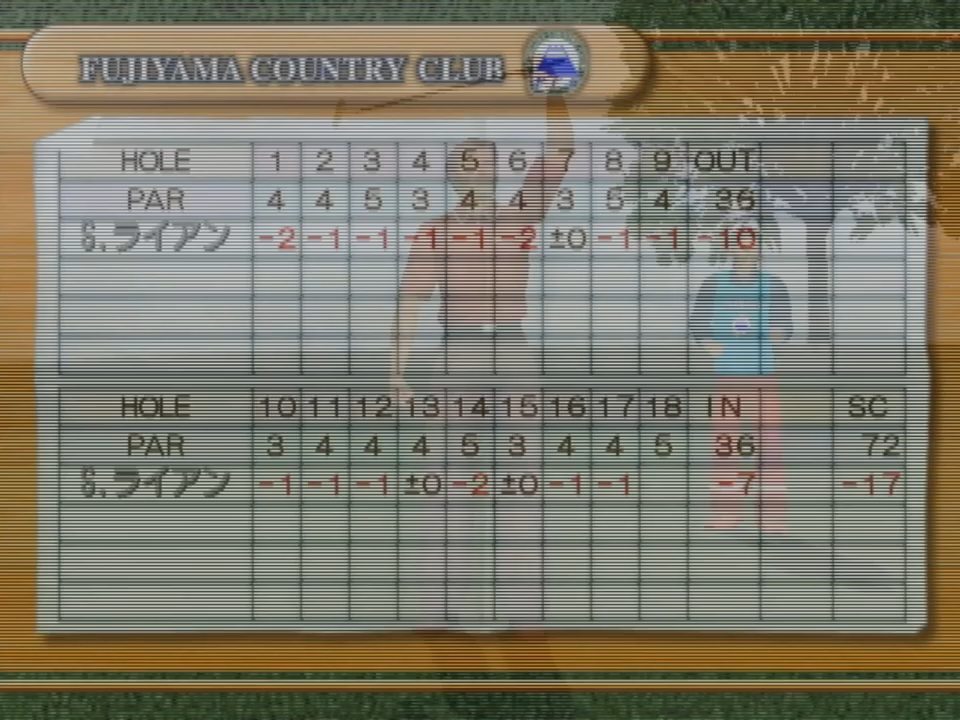 FUJIYAMA COUNTRY CLUB
HOLE 1 2 3 4 5 6 7 8 9 OUT
PAR 4 4 5 3 4 4 3 5 4 36
S.ライアン -2 -1 -1 -1 -1 -2 ±0 -1 -1 -10
HOLE 10 11 12 13 14 15 16 17 18 IN SC
PAR 3 4 4 4 5 3 4 4 5 36 72
S.ライアン -1 -1 -1 ±0 -2 ±0 -1 -1 -7 -17